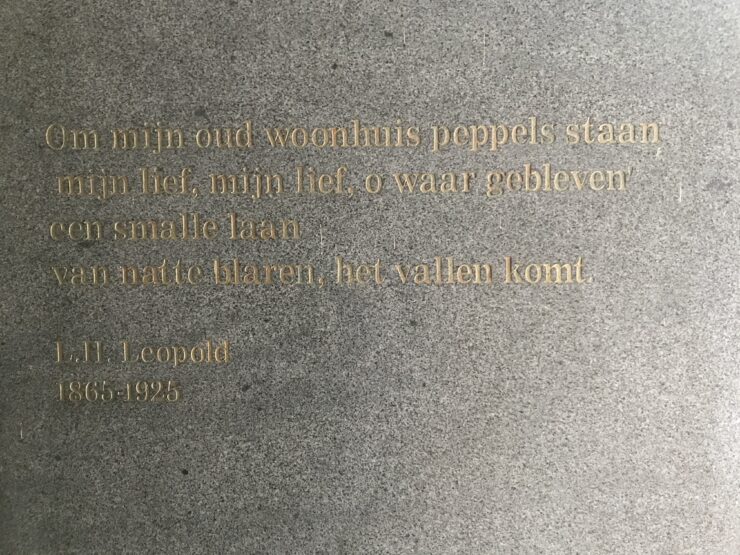 Om mijn oud woonhuis peppels staan
'mijn lief, mijn lief, o waar gebleven'
een smalle laan
van natte blaren, het vallen komt.
L.H. Leopold
1865-1925